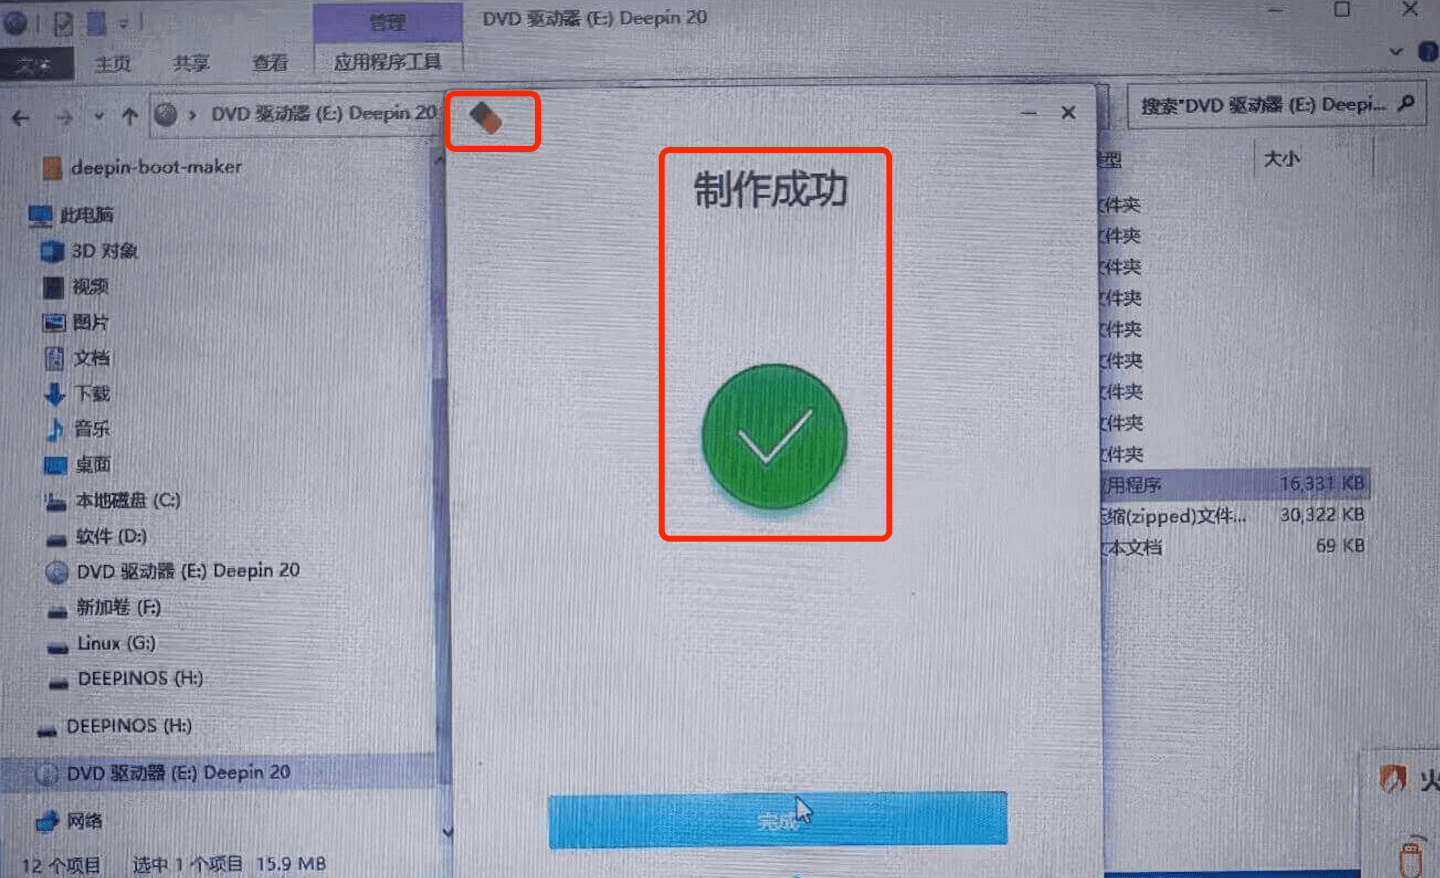 管理
DVD 驱动器 (E:) Deepin 20
文件
主页
共享
查看
应用程序工具
DVD 驱动器 (E:) Deepin 20
搜索"DVD 驱动器 (E:) Deepi...
deepin-boot-maker
此电脑
3D 对象
视频
图片
文档
下载
音乐
桌面
本地磁盘 (C:)
软件 (D:)
DVD 驱动器 (E:) Deepin 20
新加卷 (F:)
Linux (G:)
DEEPINOS (H:)
DEEPINOS (H:)
DVD 驱动器 (E:) Deepin 20
网络
12 个项目
选中 1 个项目 15.9 MB
制作成功
完成
型
大小
件夹
件夹
件夹
件夹
件夹
件夹
件夹
件夹
件夹
用程序
16,331 KB
缩(zipped)文件...
30,322 KB
本文档
69 KB
火